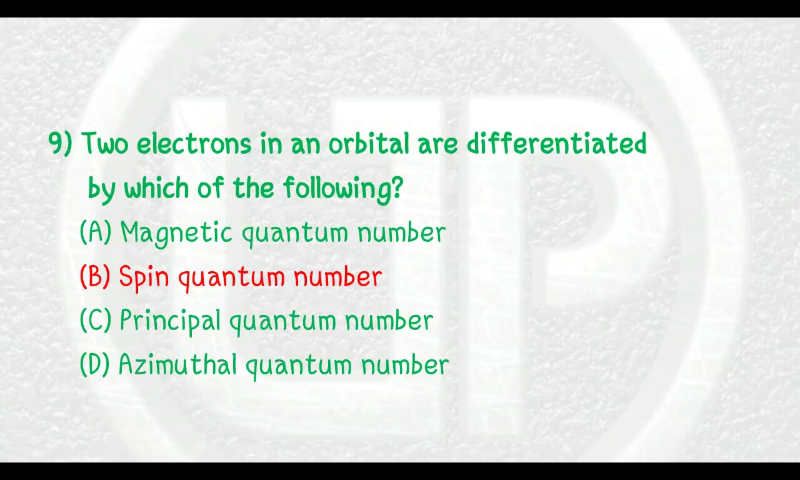 9) Two electrons in an orbital are differentiated
by which of the following?
(A) Magnetic quantum number
(B) Spin quantum number
(C) Principal quantum number
(D) Azimuthal quantum number